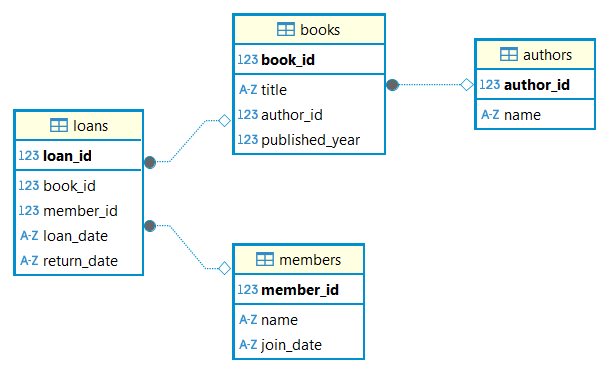 books
123 book_id
A-Z title
123 author_id
123 published_year
authors
123 author_id
A-Z name
loans
123 loan_id
123 book_id
123 member_id
A-Z loan_date
A-Z return_date
members
123 member_id
A-Z name
A-Z join_date